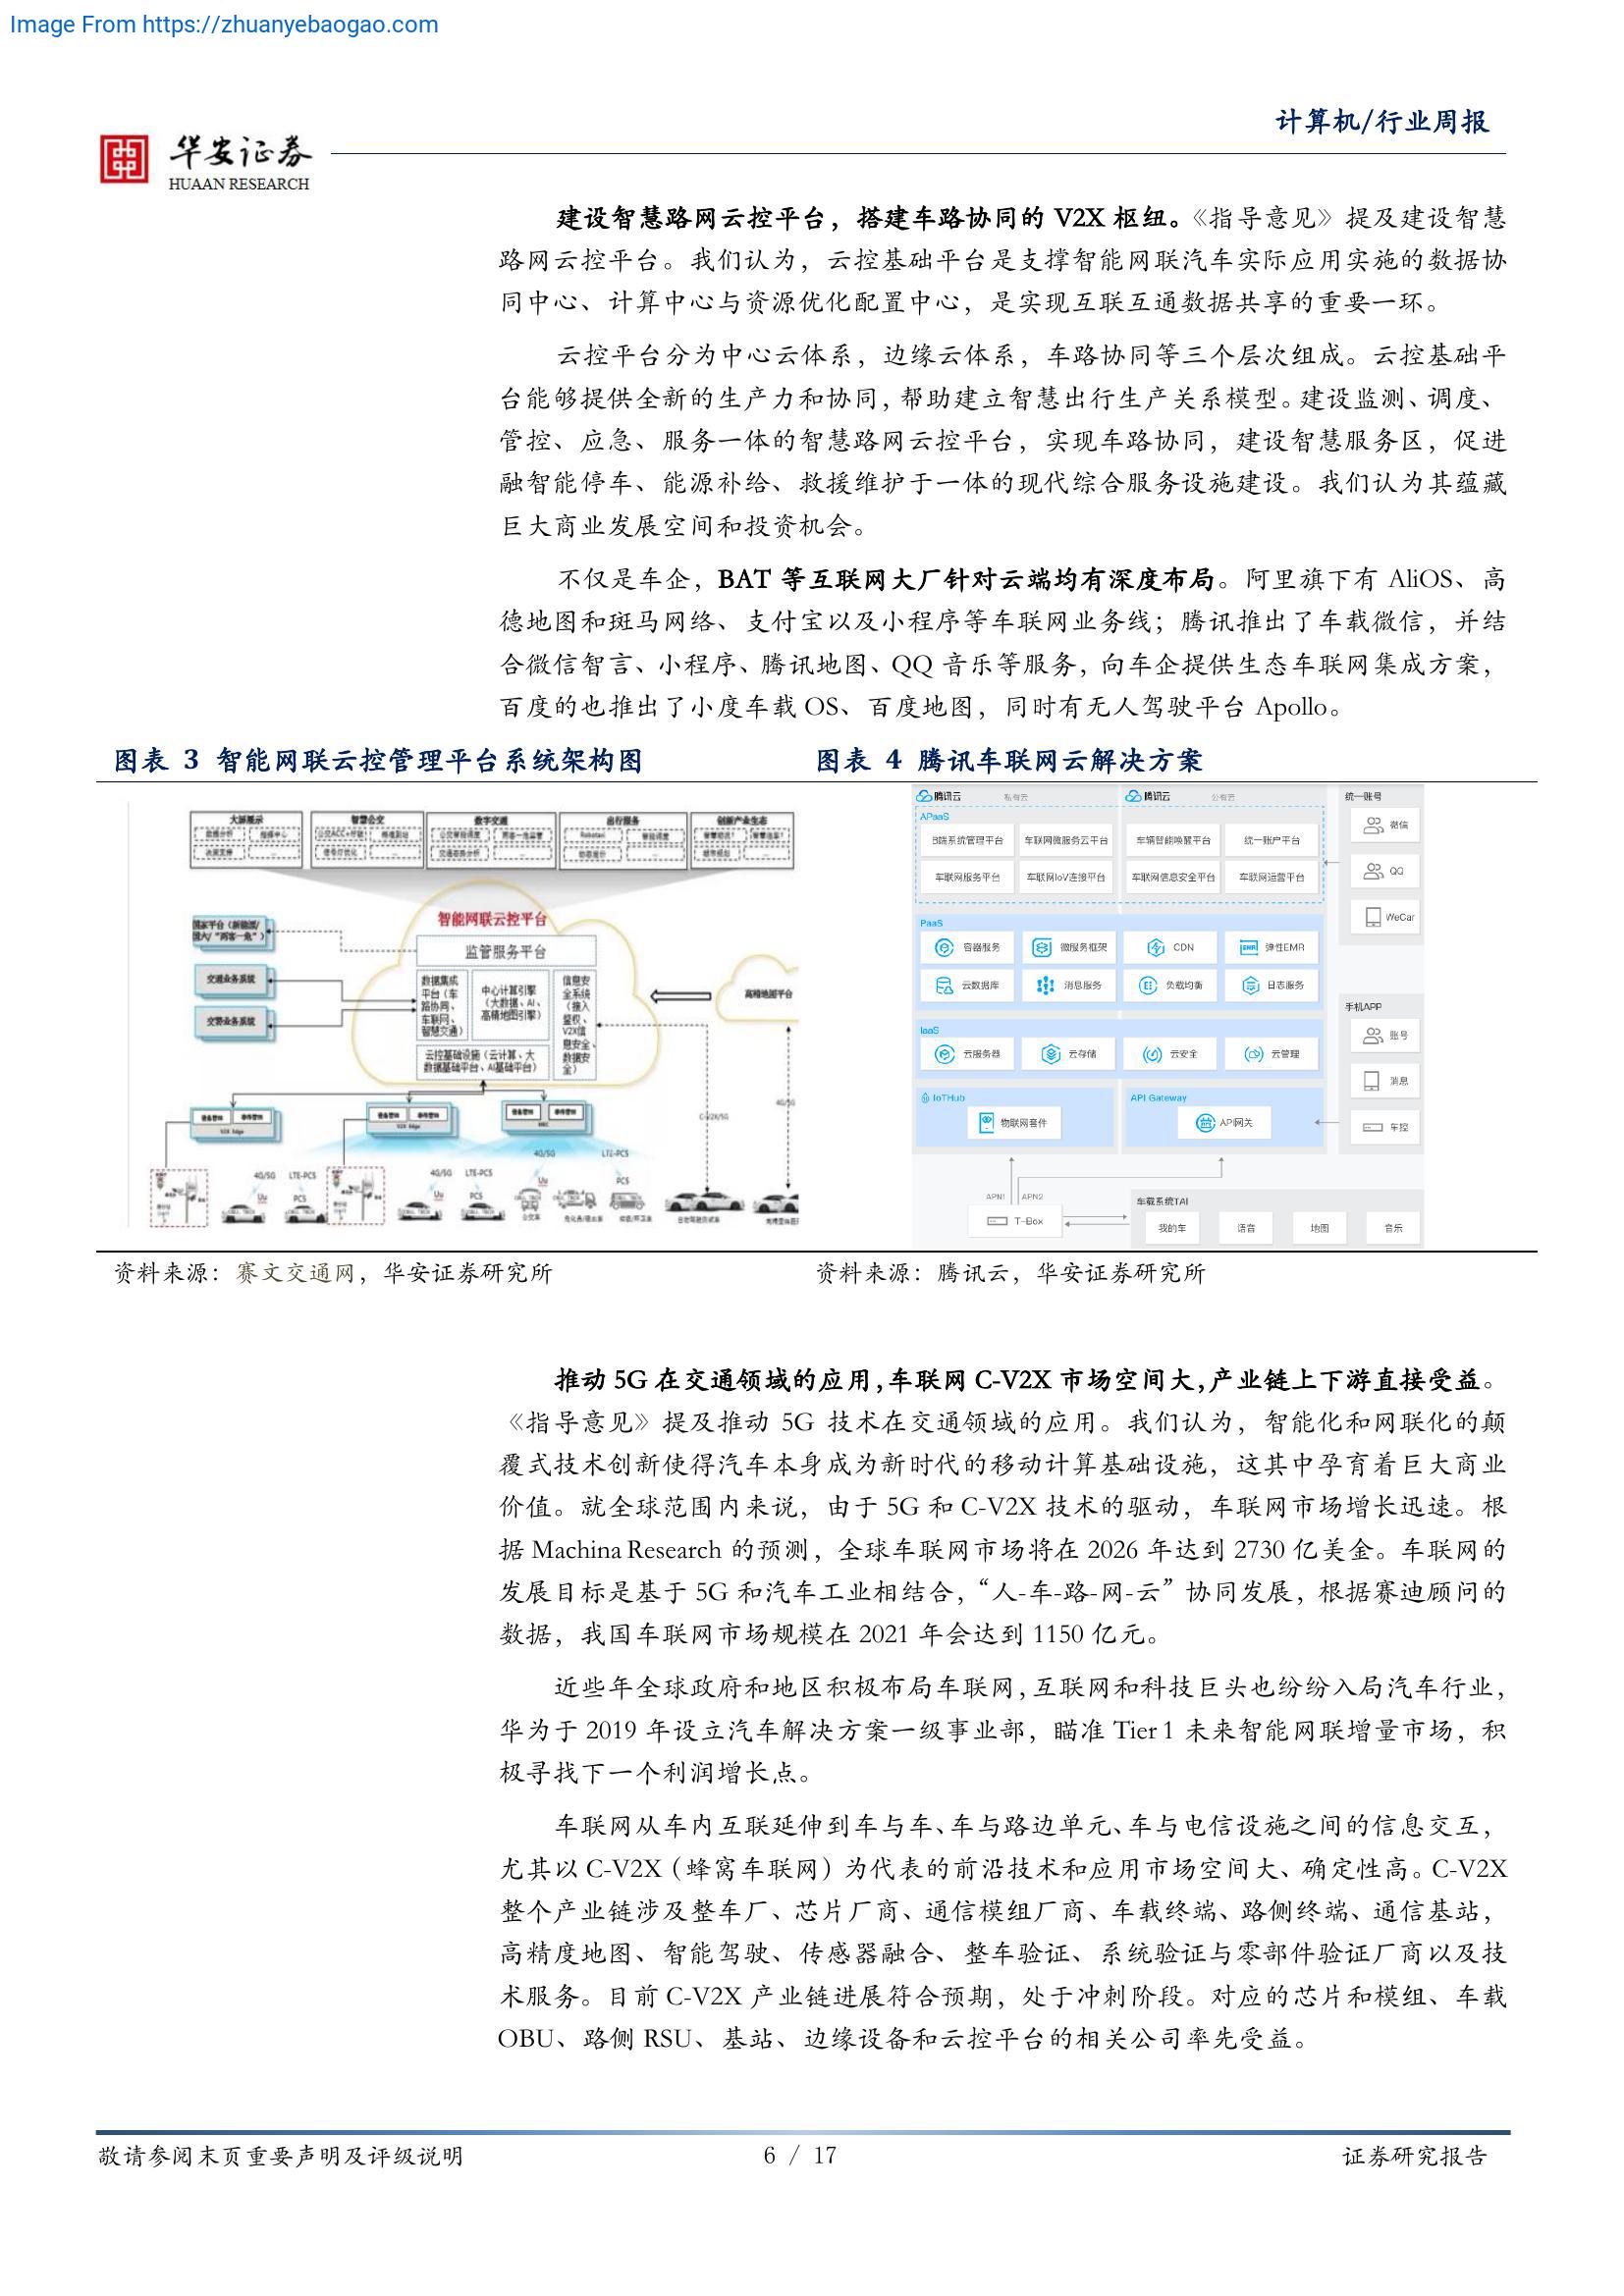 Image From https://zhuanyebaogao.com
计算机/行业周报
华安证券
HUAAN RESEARCH
建设智慧路网云控平台，搭建车路协同的 V2X 枢纽。《指导意见》提及建设智慧
路网云控平台。我们认为，云控基础平台是支撑智能网联汽车实际应用实施的数据协
同中心、计算中心与资源优化配置中心，是实现互联互通数据共享的重要一环。
云控平台分为中心云体系，边缘云体系，车路协同等三个层次组成。云控基础平
台能够提供全新的生产力和协同，帮助建立智慧出行生产关系模型。建设监测、调度、
管控、应急、服务一体的智慧路网云控平台，实现车路协同，建设智慧服务区，促进
融智能停车、能源补给、救援维护于一体的现代综合服务设施建设。我们认为其蕴藏
巨大商业发展空间和投资机会。
不仅是车企，BAT 等互联网大厂针对云端均有深度布局。阿里旗下有 AliOS、高
德地图和斑马网络、支付宝以及小程序等车联网业务线；腾讯推出了车载微信，并结
合微信智言、小程序、腾讯地图、QQ 音乐等服务，向车企提供生态车联网集成方案，
百度的也推出了小度车载 OS、百度地图，同时有无人驾驶平台 Apollo。
图表 3 智能网联云控管理平台系统架构图
大屏展示 智慧公交 数字交通 出行服务 创新产业生态
智能网联云控平台
监管服务平台
国家平台（新能源/
国六/“两客一危”）
交通业务系统
交警业务系统
数据集成
平台（车
路协同、
车联网、
智慧交通）
中心计算引擎
（大数据、AI、
高精地图引擎）
信息安
全系统
（接入
鉴权、
V2X信
息安全、
数据安
全）
云控基础设施（云计算、大
数据基础平台、AI基础平台）
高精地图平台
C-V2X/5G
4G/5G
V2X Edge V2X Edge MEC
4G/5G LTE-PC5 4G/5G LTE-PC5 4G/5G LTE-PC5
Uu PC5 Uu PC5 Uu PC5
图表 4 腾讯车联网云解决方案
腾讯云 私有云 腾讯云 公有云
APaaS
B端系统管理平台 车联网微服务云平台 车辆智能唤醒平台 统一账户平台
车联网服务平台 车联网IoV连接平台 车联网信息安全平台 车联网运营平台
PaaS
容器服务 微服务框架 CDN 弹性EMR
云数据库 消息服务 负载均衡 日志服务
IaaS
云服务器 云存储 云安全 云管理
IoTHub API Gateway
物联网套件 API网关
APN1 APN2
T-Box
车载系统TAI
我的车 语音 地图 音乐
统一账号
微信
QQ
WeCar
手机APP
账号
消息
车控
资料来源：赛文交通网，华安证券研究所
资料来源：腾讯云，华安证券研究所
推动 5G 在交通领域的应用，车联网 C-V2X 市场空间大，产业链上下游直接受益。
《指导意见》提及推动 5G 技术在交通领域的应用。我们认为，智能化和网联化的颠
覆式技术创新使得汽车本身成为新时代的移动计算基础设施，这其中孕育着巨大商业
价值。就全球范围内来说，由于 5G 和 C-V2X 技术的驱动，车联网市场增长迅速。根
据 Machina Research 的预测，全球车联网市场将在 2026 年达到 2730 亿美金。车联网的
发展目标是基于 5G 和汽车工业相结合，“人-车-路-网-云”协同发展，根据赛迪顾问的
数据，我国车联网市场规模在 2021 年会达到 1150 亿元。
近些年全球政府和地区积极布局车联网，互联网和科技巨头也纷纷入局汽车行业，
华为于 2019 年设立汽车解决方案一级事业部，瞄准 Tier 1 未来智能网联增量市场，积
极寻找下一个利润增长点。
车联网从车内互联延伸到车与车、车与路边单元、车与电信设施之间的信息交互，
尤其以 C-V2X（蜂窝车联网）为代表的前沿技术和应用市场空间大、确定性高。C-V2X
整个产业链涉及整车厂、芯片厂商、通信模组厂商、车载终端、路侧终端、通信基站，
高精度地图、智能驾驶、传感器融合、整车验证、系统验证与零部件验证厂商以及技
术服务。目前 C-V2X 产业链进展符合预期，处于冲刺阶段。对应的芯片和模组、车载
OBU、路侧 RSU、基站、边缘设备和云控平台的相关公司率先受益。
敬请参阅末页重要声明及评级说明
6 / 17
证券研究报告